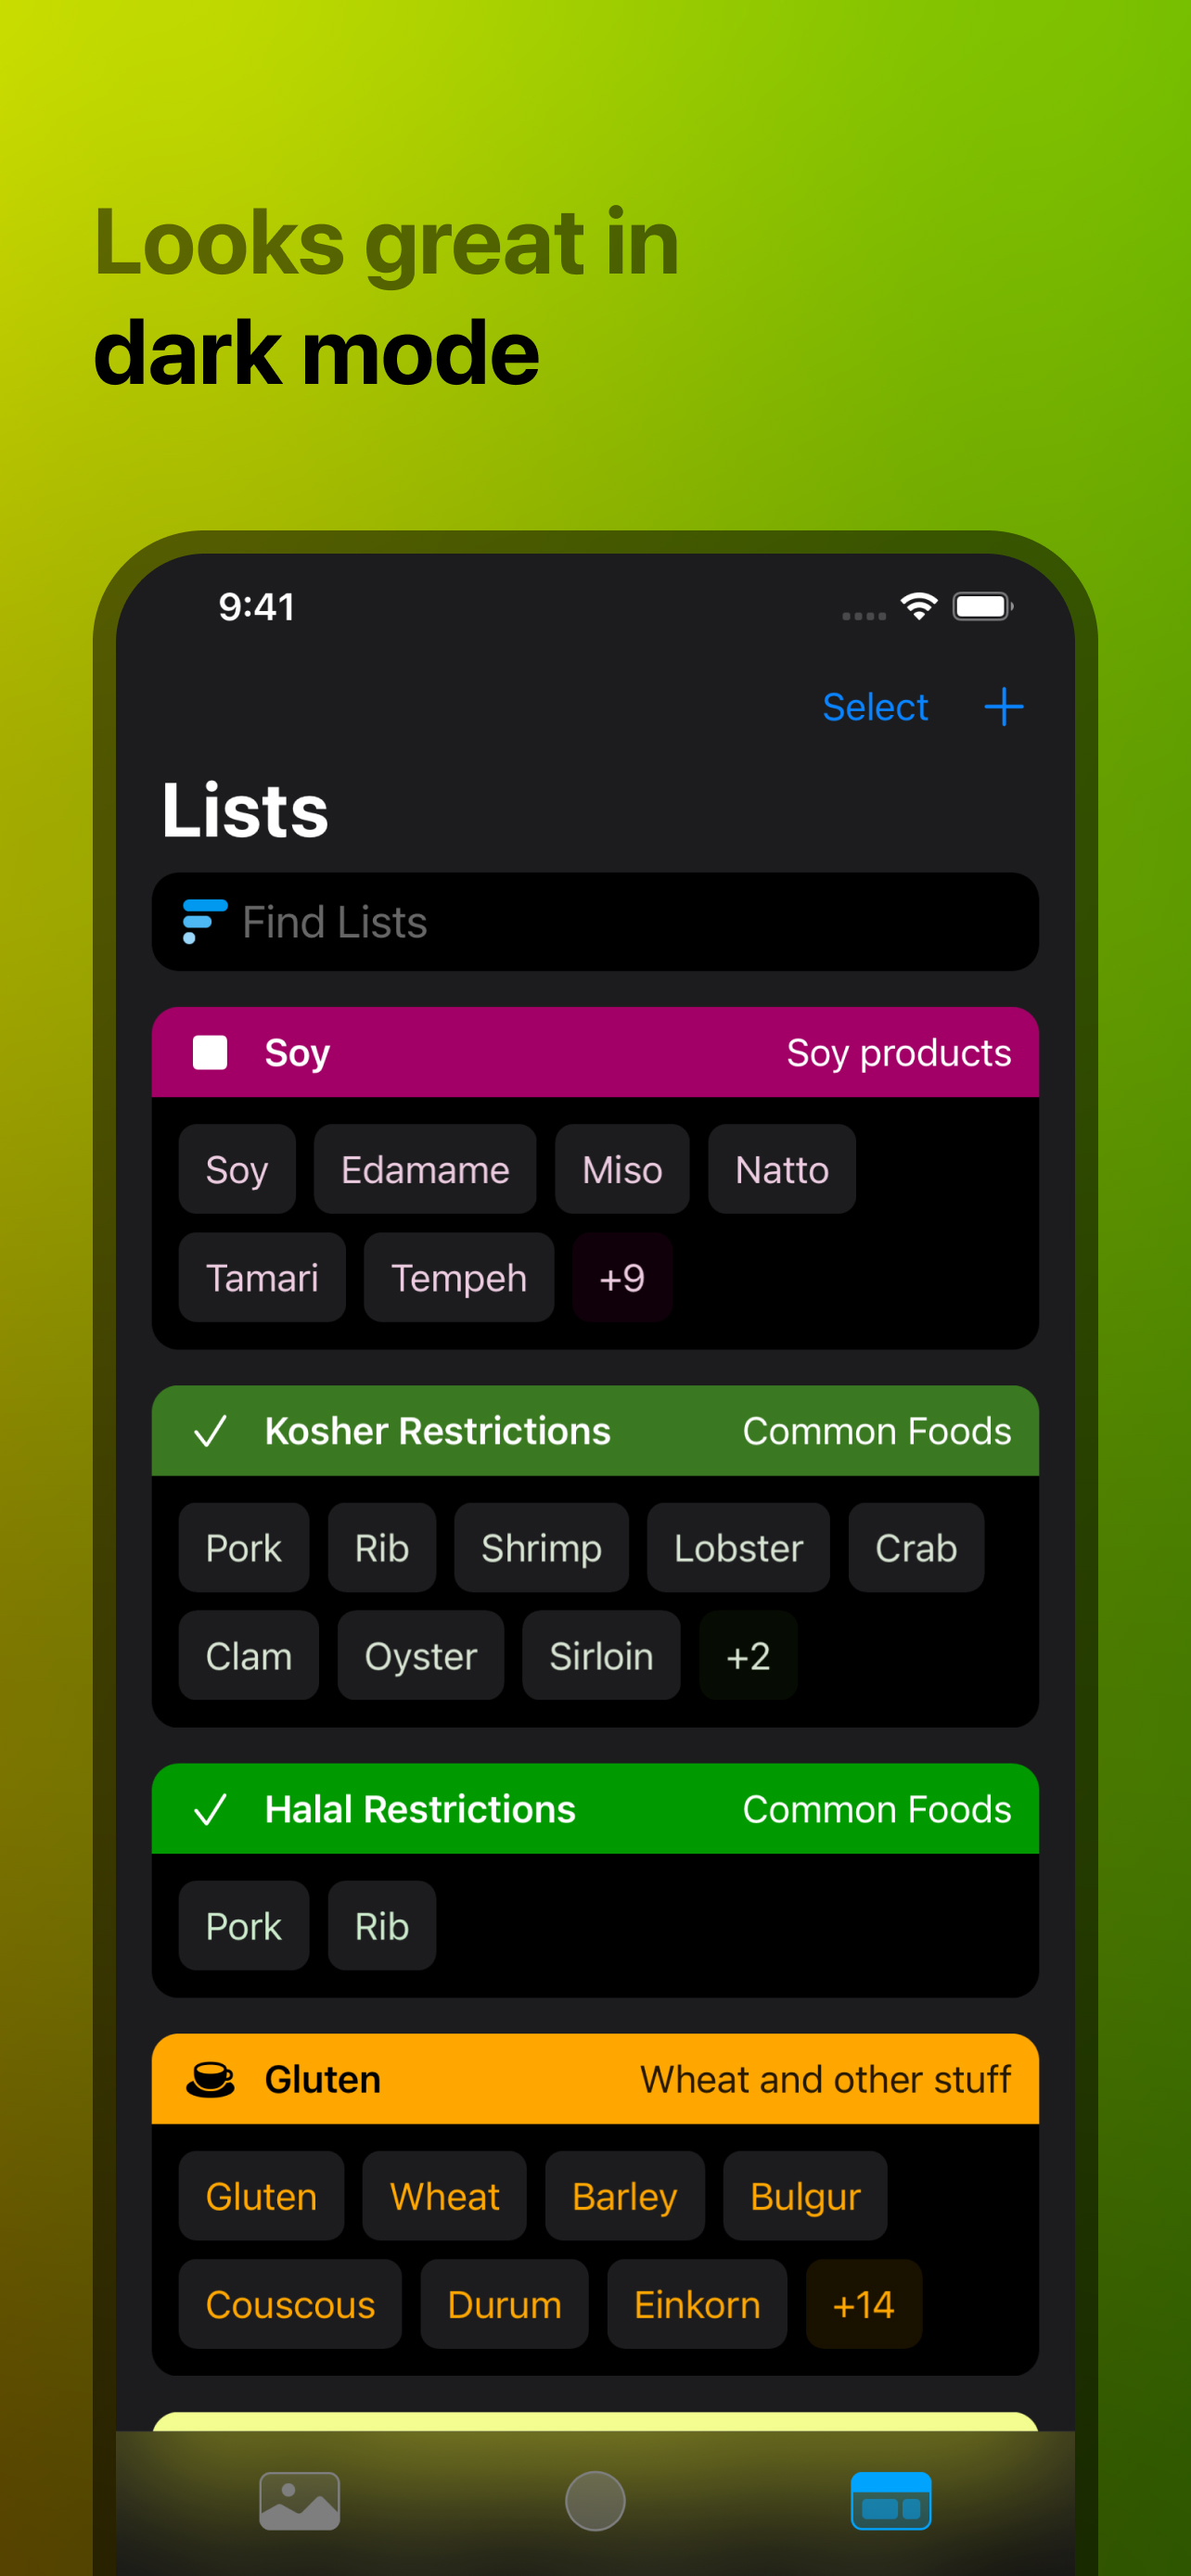 Looks great in
dark mode
9:41
Select +
Lists
Find Lists
Soy Soy products
Soy Edamame Miso Natto
Tamari Tempeh +9
Kosher Restrictions Common Foods
Pork Rib Shrimp Lobster Crab
Clam Oyster Sirloin +2
Halal Restrictions Common Foods
Pork Rib
Gluten Wheat and other stuff
Gluten Wheat Barley Bulgur
Couscous Durum Einkorn +14